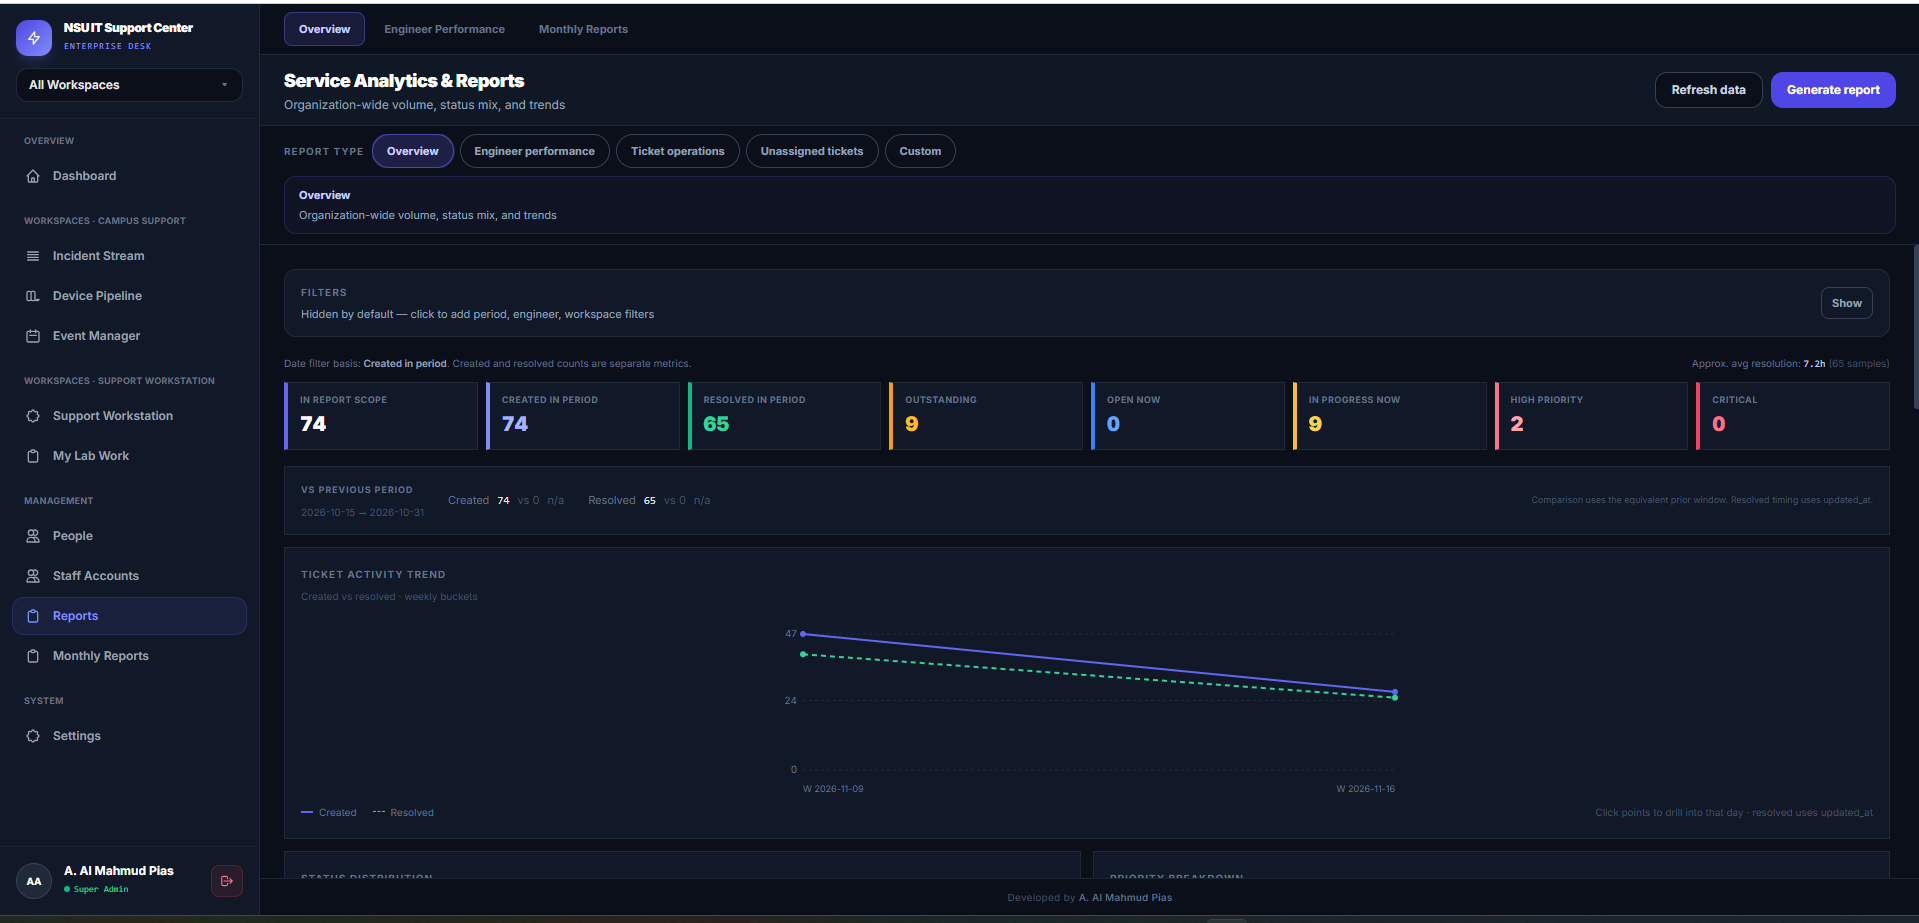 NSU IT Support Center
ENTERPRISE DESK
All Workspaces
OVERVIEW
Dashboard
WORKSPACES · CAMPUS SUPPORT
Incident Stream
Device Pipeline
Event Manager
WORKSPACES · SUPPORT WORKSTATION
Support Workstation
My Lab Work
MANAGEMENT
People
Staff Accounts
Reports
Monthly Reports
SYSTEM
Settings
AA
A. Al Mahmud Pias
Super Admin
Overview Engineer Performance Monthly Reports
Service Analytics & Reports
Organization-wide volume, status mix, and trends
Refresh data Generate report
REPORT TYPE Overview Engineer performance Ticket operations Unassigned tickets Custom
Overview
Organization-wide volume, status mix, and trends
FILTERS
Hidden by default — click to add period, engineer, workspace filters
Show
Date filter basis: Created in period. Created and resolved counts are separate metrics.
Approx. avg resolution: 7.2h (65 samples)
IN REPORT SCOPE
74
CREATED IN PERIOD
74
RESOLVED IN PERIOD
65
OUTSTANDING
9
OPEN NOW
0
IN PROGRESS NOW
9
HIGH PRIORITY
2
CRITICAL
0
VS PREVIOUS PERIOD
2026-10-15 → 2026-10-31
Created 74 vs 0 n/a Resolved 65 vs 0 n/a
Comparison uses the equivalent prior window. Resolved timing uses updated_at.
TICKET ACTIVITY TREND
Created vs resolved · weekly buckets
47
24
0
W 2026-11-09 W 2026-11-16
Created Resolved
Click points to drill into that day · resolved uses updated_at
STATUS DISTRIBUTION
PRIORITY BREAKDOWN
Developed by A. Al Mahmud Pias